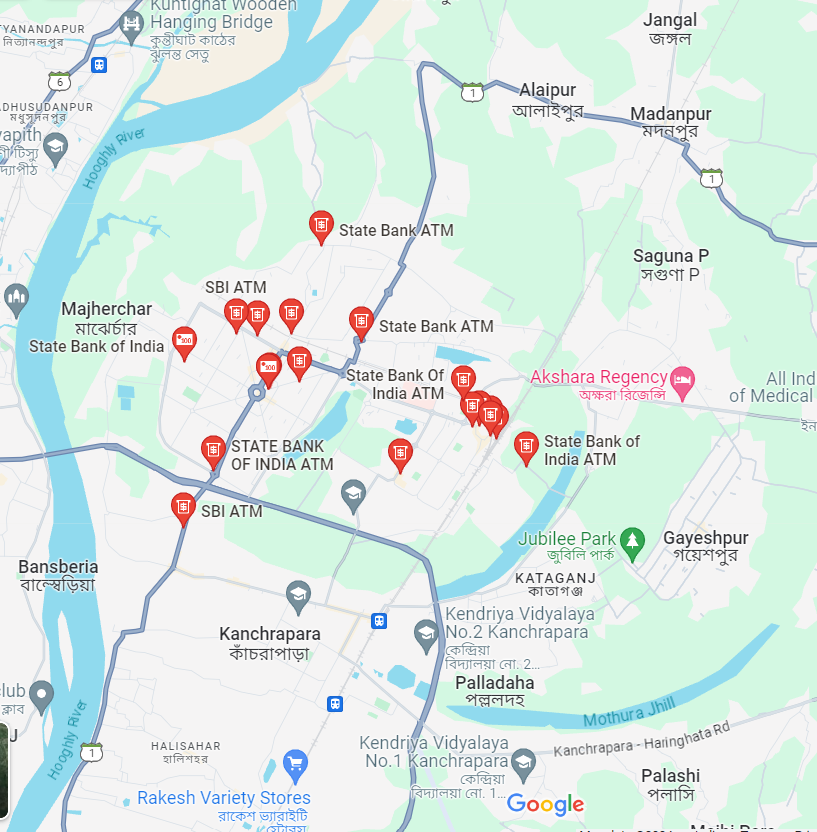 Kuntighat Wooden
Hanging Bridge
কুন্তীঘাট কাঠের
ঝুলন্ত সেতু
Jangal
জঙ্গল
নিত্যানন্দপুর
6
1
Alaipur
আলাইপুর
Madanpur
মদনপুর
মধুসূদনপুর
Hooghly River
1
State Bank ATM
Saguna P
সগুণা P
SBI ATM
Majherchar
মাঝের্চার
State Bank of India
State Bank ATM
State Bank Of
India ATM
Akshara Regency
অক্ষরা রিজেন্সি
All Ind
of Medical
STATE BANK
OF INDIA ATM
State Bank of
India ATM
SBI ATM
Jubilee Park
জুবিলি পার্ক
Gayeshpur
গয়েশপুর
Bansberia
বাঁশবেড়িয়া
KATAGANJ
কাতাগঞ্জ
Kendriya Vidyalaya
No.2 Kanchrapara
কেন্দ্রিয়া
বিদ্যালয়া নো. 2...
Kanchrapara
কাঁচরাপাড়া
Palladaha
পল্লদহ
club
ক্লাব
Mothura Jhill
Hooghly River
1
HALISAHAR
হালিশহর
Kendriya Vidyalaya
No.1 Kanchrapara
কেন্দ্রিয়া
বিদ্যালয়া নো. 1...
Kanchrapara - Haringhata Rd
Palashi
পলাসি
Rakesh Variety Stores
রাকেশ ভ্যারাইটি
Google